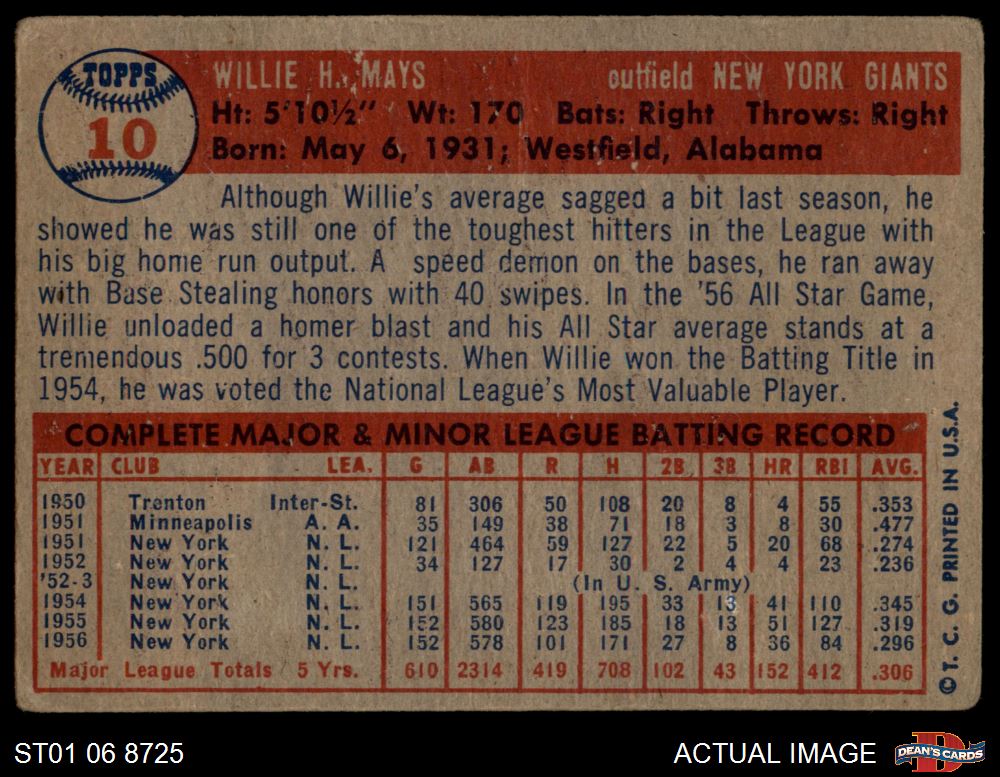 TOPPS
10
WILLIE H. MAYS outfield NEW YORK GIANTS
Ht: 5'10½" Wt: 170 Bats: Right Throws: Right
Born: May 6, 1931; Westfield, Alabama
Although Willie's average sagged a bit last season, he
showed he was still one of the toughest hitters in the League with
his big home run output. A speed demon on the bases, he ran away
with Base Stealing honors with 40 swipes. In the '56 All Star Game,
Willie unloaded a homer blast and his All Star average stands at a
tremendous .500 for 3 contests. When Willie won the Batting Title in
1954, he was voted the National League's Most Valuable Player.
COMPLETE MAJOR & MINOR LEAGUE BATTING RECORD
YEAR CLUB LEA. G AB R H 2B 3B HR RBI AVG.
1950 Trenton Inter-St. 81 306 50 108 20 8 4 55 .353
1951 Minneapolis A. A. 35 149 38 71 18 3 8 30 .477
1951 New York N. L. 121 464 59 127 22 5 20 68 .274
1952 New York N. L. 34 127 17 30 2 4 4 23 .236
'52-3 New York N. L. (In U. S. Army)
1954 New York N. L. 151 565 119 195 33 13 41 110 .345
1955 New York N. L. 152 580 123 185 18 13 51 127 .319
1956 New York N. L. 152 578 101 171 27 8 36 84 .296
Major League Totals 5 Yrs. 610 2314 419 708 102 43 152 412 .306
© T. C. G. PRINTED IN U.S.A.
ST01 06 8725
ACTUAL IMAGE
D
DEAN'S CARDS